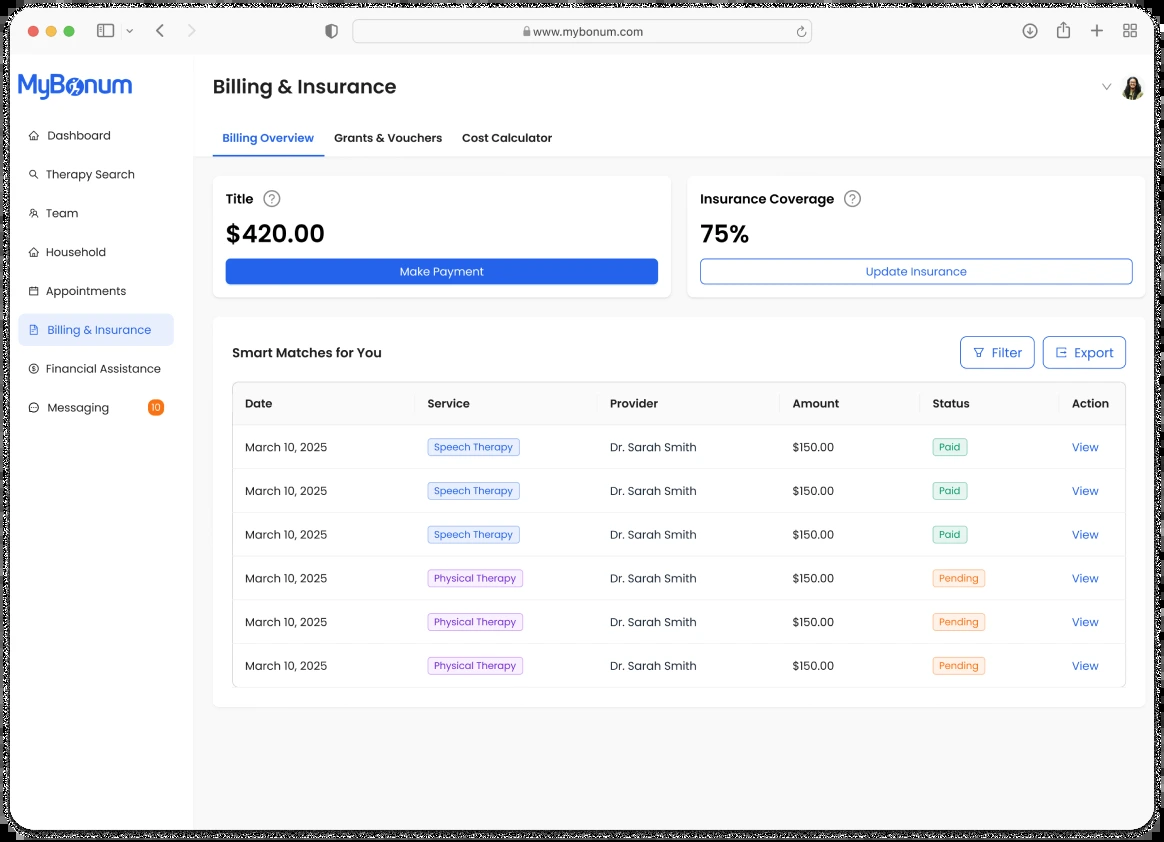 www.mybonum.com
MyBonum
Billing & Insurance
Dashboard
Therapy Search
Team
Household
Appointments
Billing & Insurance
Financial Assistance
Messaging 10
Billing Overview Grants & Vouchers Cost Calculator
Title ?
$420.00
Make Payment
Insurance Coverage ?
75%
Update Insurance
Smart Matches for You
Filter Export
Date Service Provider Amount Status Action
March 10, 2025 Speech Therapy Dr. Sarah Smith $150.00 Paid View
March 10, 2025 Speech Therapy Dr. Sarah Smith $150.00 Paid View
March 10, 2025 Speech Therapy Dr. Sarah Smith $150.00 Paid View
March 10, 2025 Physical Therapy Dr. Sarah Smith $150.00 Pending View
March 10, 2025 Physical Therapy Dr. Sarah Smith $150.00 Pending View
March 10, 2025 Physical Therapy Dr. Sarah Smith $150.00 Pending View